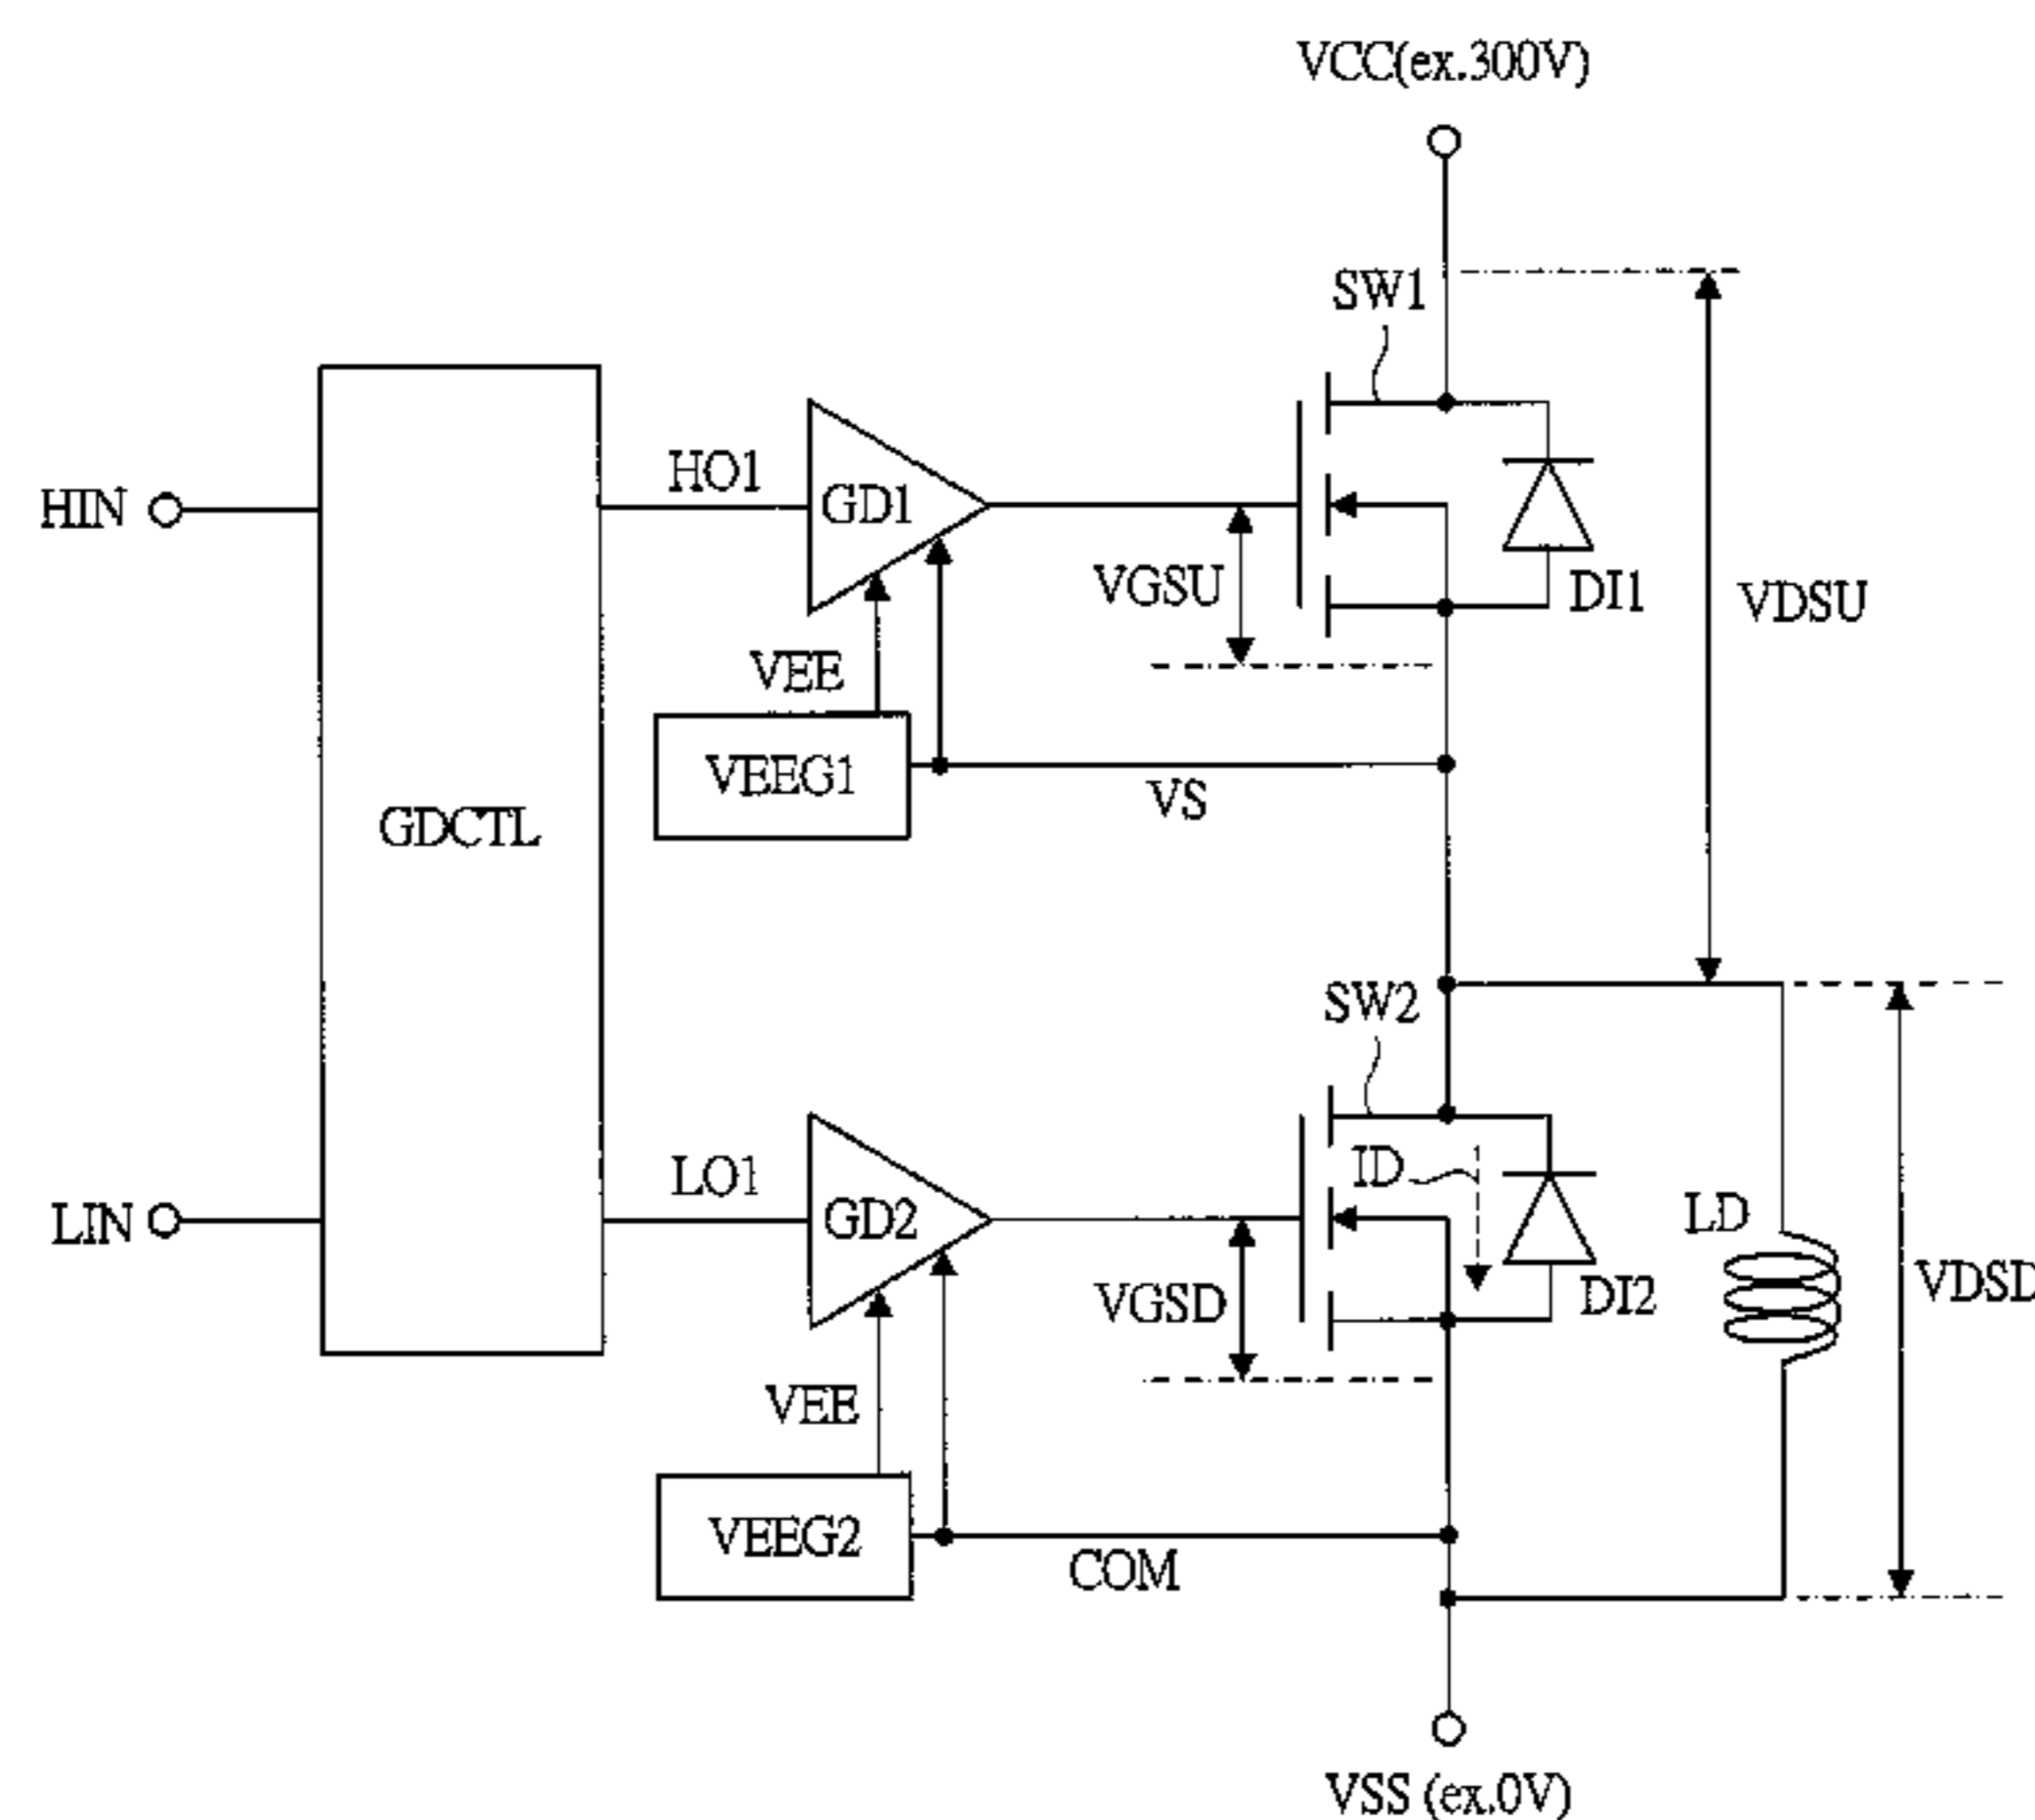 VCC(ex.300V)
SW1
HIN
HO1
GD1
VGSU
DI1
VDSU
VEE
VEEG1
VS
GDCTL
SW2
LIN
LO1
GD2
ID
VGSD
DI2
LD
VDSD
VEE
VEEG2
COM
VSS (ex.0V)